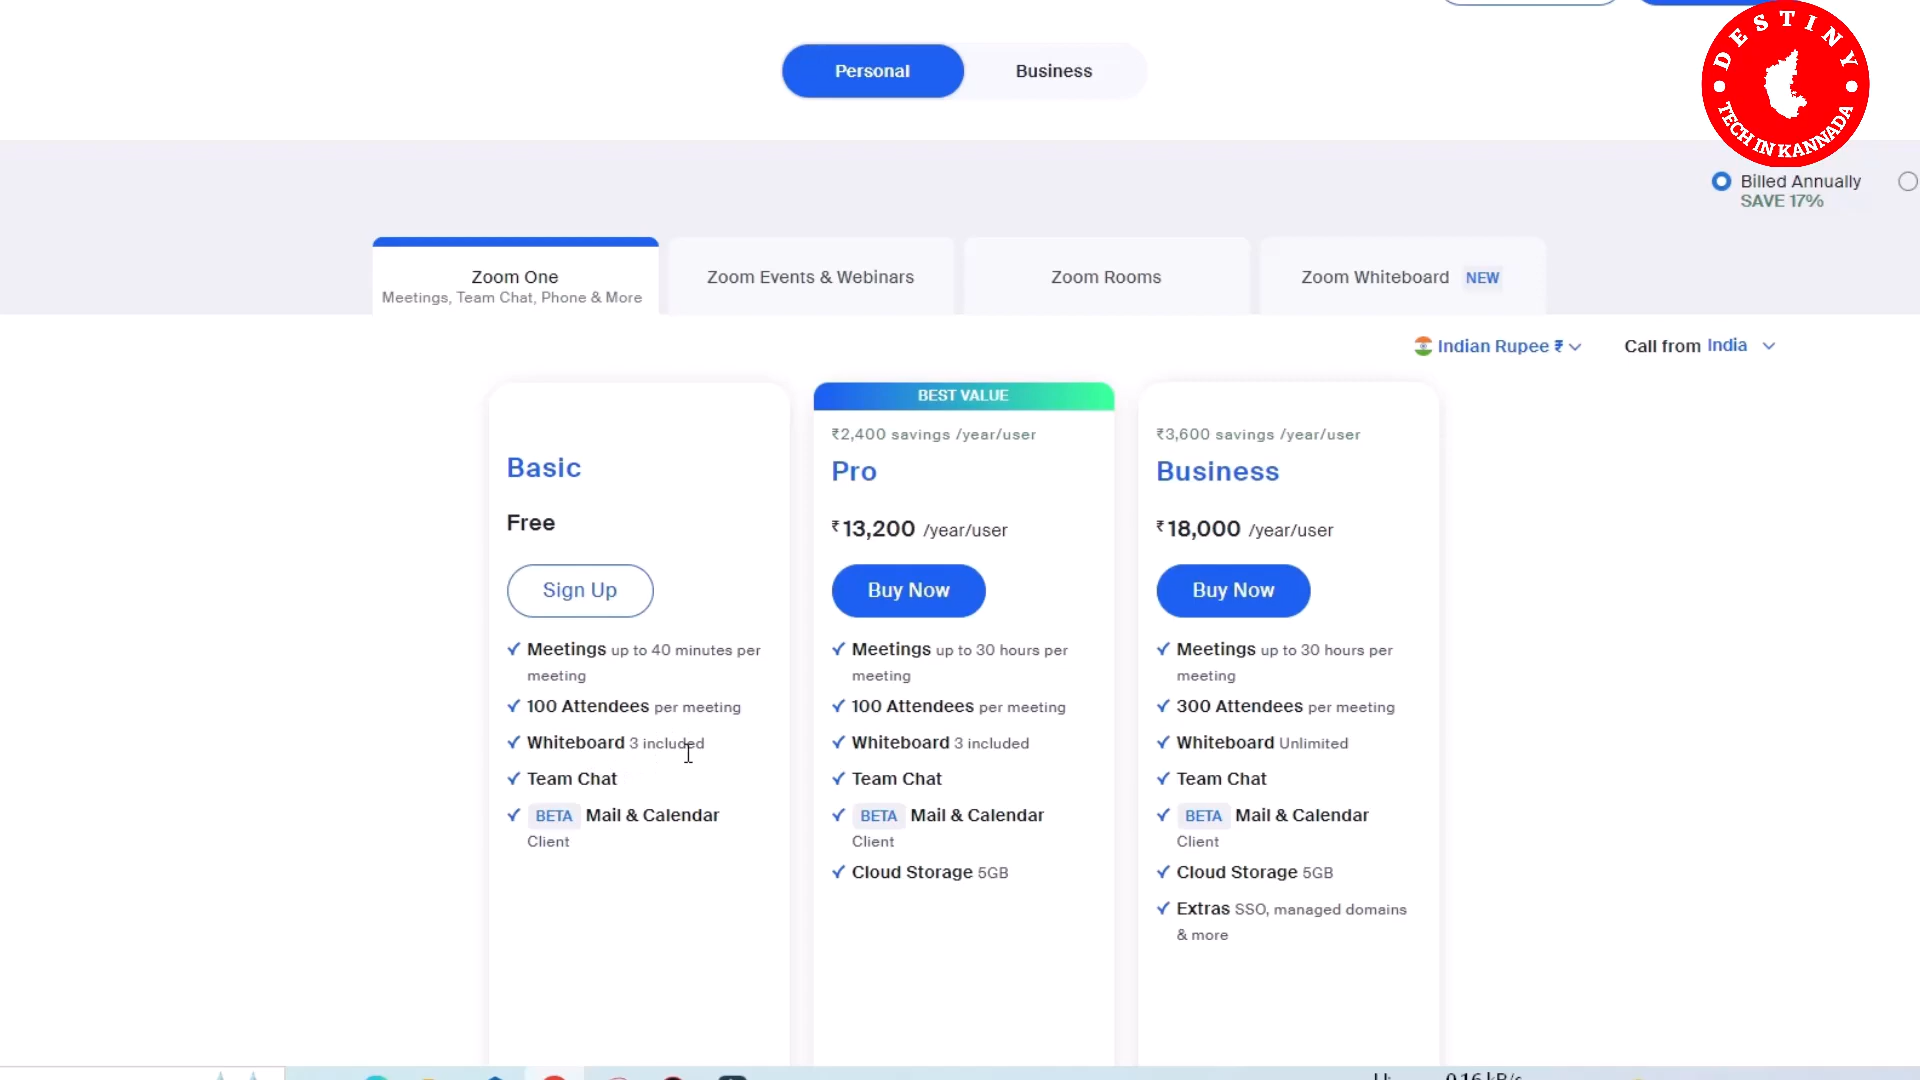 Personal
Business
DESTINY
TECH IN KANNADA
Billed Annually
SAVE 17%
Zoom One
Meetings, Team Chat, Phone & More
Zoom Events & Webinars
Zoom Rooms
Zoom Whiteboard NEW
Indian Rupee ₹
Call from India
Basic
Free
Sign Up
Meetings up to 40 minutes per
meeting
100 Attendees per meeting
Whiteboard 3 included
Team Chat
BETA Mail & Calendar
Client
BEST VALUE
₹2,400 savings /year/user
Pro
₹13,200 /year/user
Buy Now
Meetings up to 30 hours per
meeting
100 Attendees per meeting
Whiteboard 3 included
Team Chat
BETA Mail & Calendar
Client
Cloud Storage 5GB
₹3,600 savings /year/user
Business
₹18,000 /year/user
Buy Now
Meetings up to 30 hours per
meeting
300 Attendees per meeting
Whiteboard Unlimited
Team Chat
BETA Mail & Calendar
Client
Cloud Storage 5GB
Extras SSO, managed domains
& more